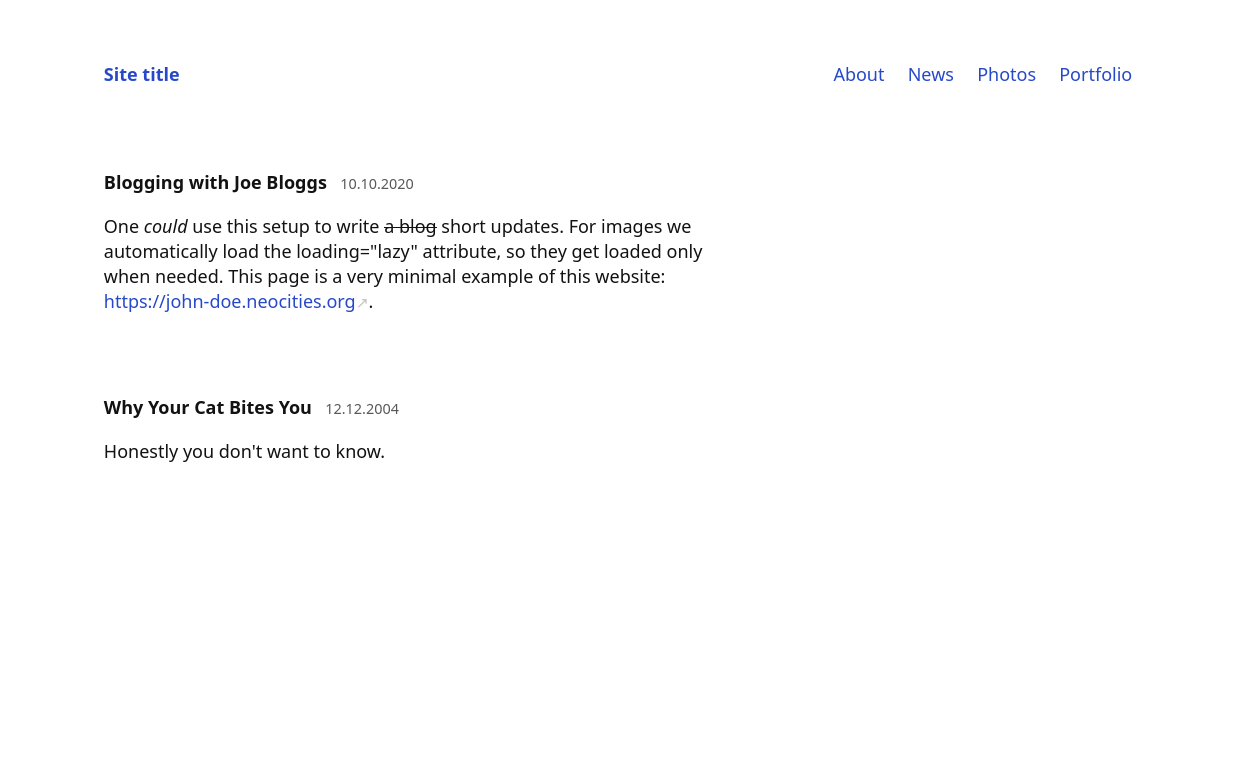 Site title About News Photos Portfolio
Blogging with Joe Bloggs 10.10.2020
One could use this setup to write a blog short updates. For images we
automatically load the loading="lazy" attribute, so they get loaded only
when needed. This page is a very minimal example of this website:
https://john-doe.neocities.org↗.
Why Your Cat Bites You 12.12.2004
Honestly you don't want to know.